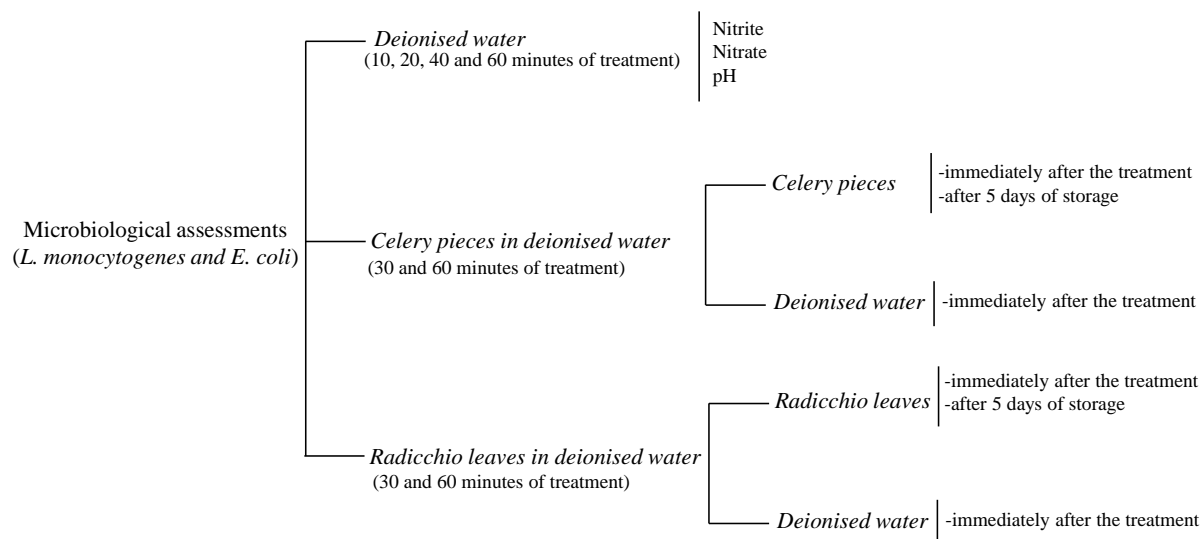 Deionised water
(10, 20, 40 and 60 minutes of treatment)
Nitrite
Nitrate
pH
Microbiological assessments
(L. monocytogenes and E. coli)
Celery pieces in deionised water
(30 and 60 minutes of treatment)
Celery pieces
-immediately after the treatment
-after 5 days of storage
Deionised water
-immediately after the treatment
Radicchio leaves in deionised water
(30 and 60 minutes of treatment)
Radicchio leaves
-immediately after the treatment
-after 5 days of storage
Deionised water
-immediately after the treatment